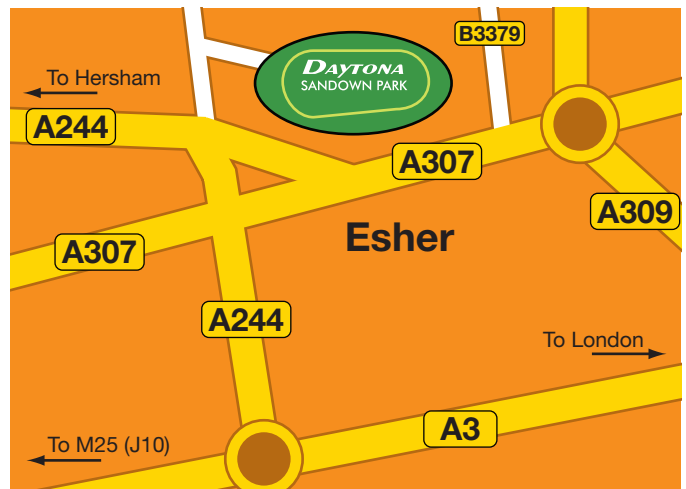 B3379
DAYTONA
SANDOWN PARK
To Hersham
A244
A307
A309
Esher
A307
A244
To London
A3
To M25 (J10)